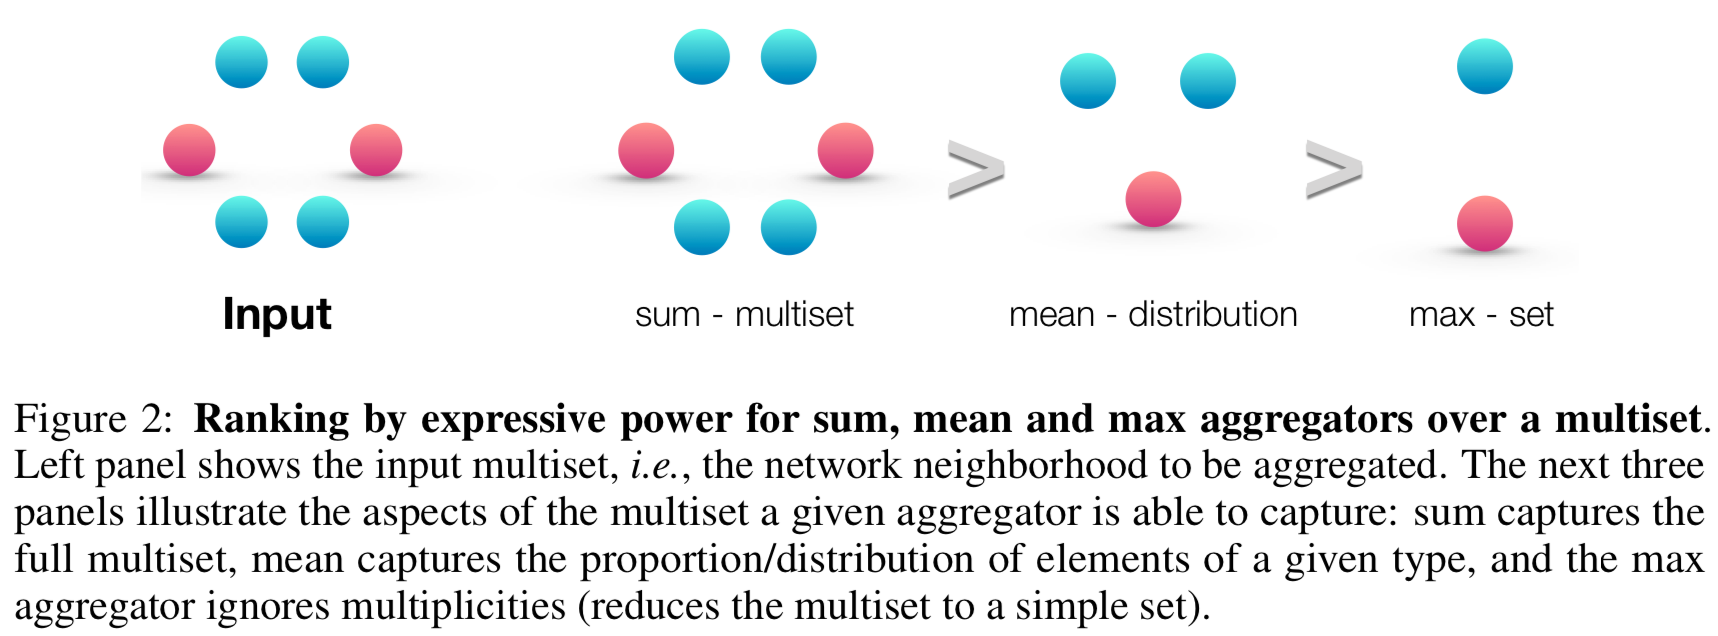 > >
Input sum - multiset mean - distribution max - set
Figure 2: Ranking by expressive power for sum, mean and max aggregators over a multiset.
Left panel shows the input multiset, i.e., the network neighborhood to be aggregated. The next three
panels illustrate the aspects of the multiset a given aggregator is able to capture: sum captures the
full multiset, mean captures the proportion/distribution of elements of a given type, and the max
aggregator ignores multiplicities (reduces the multiset to a simple set).